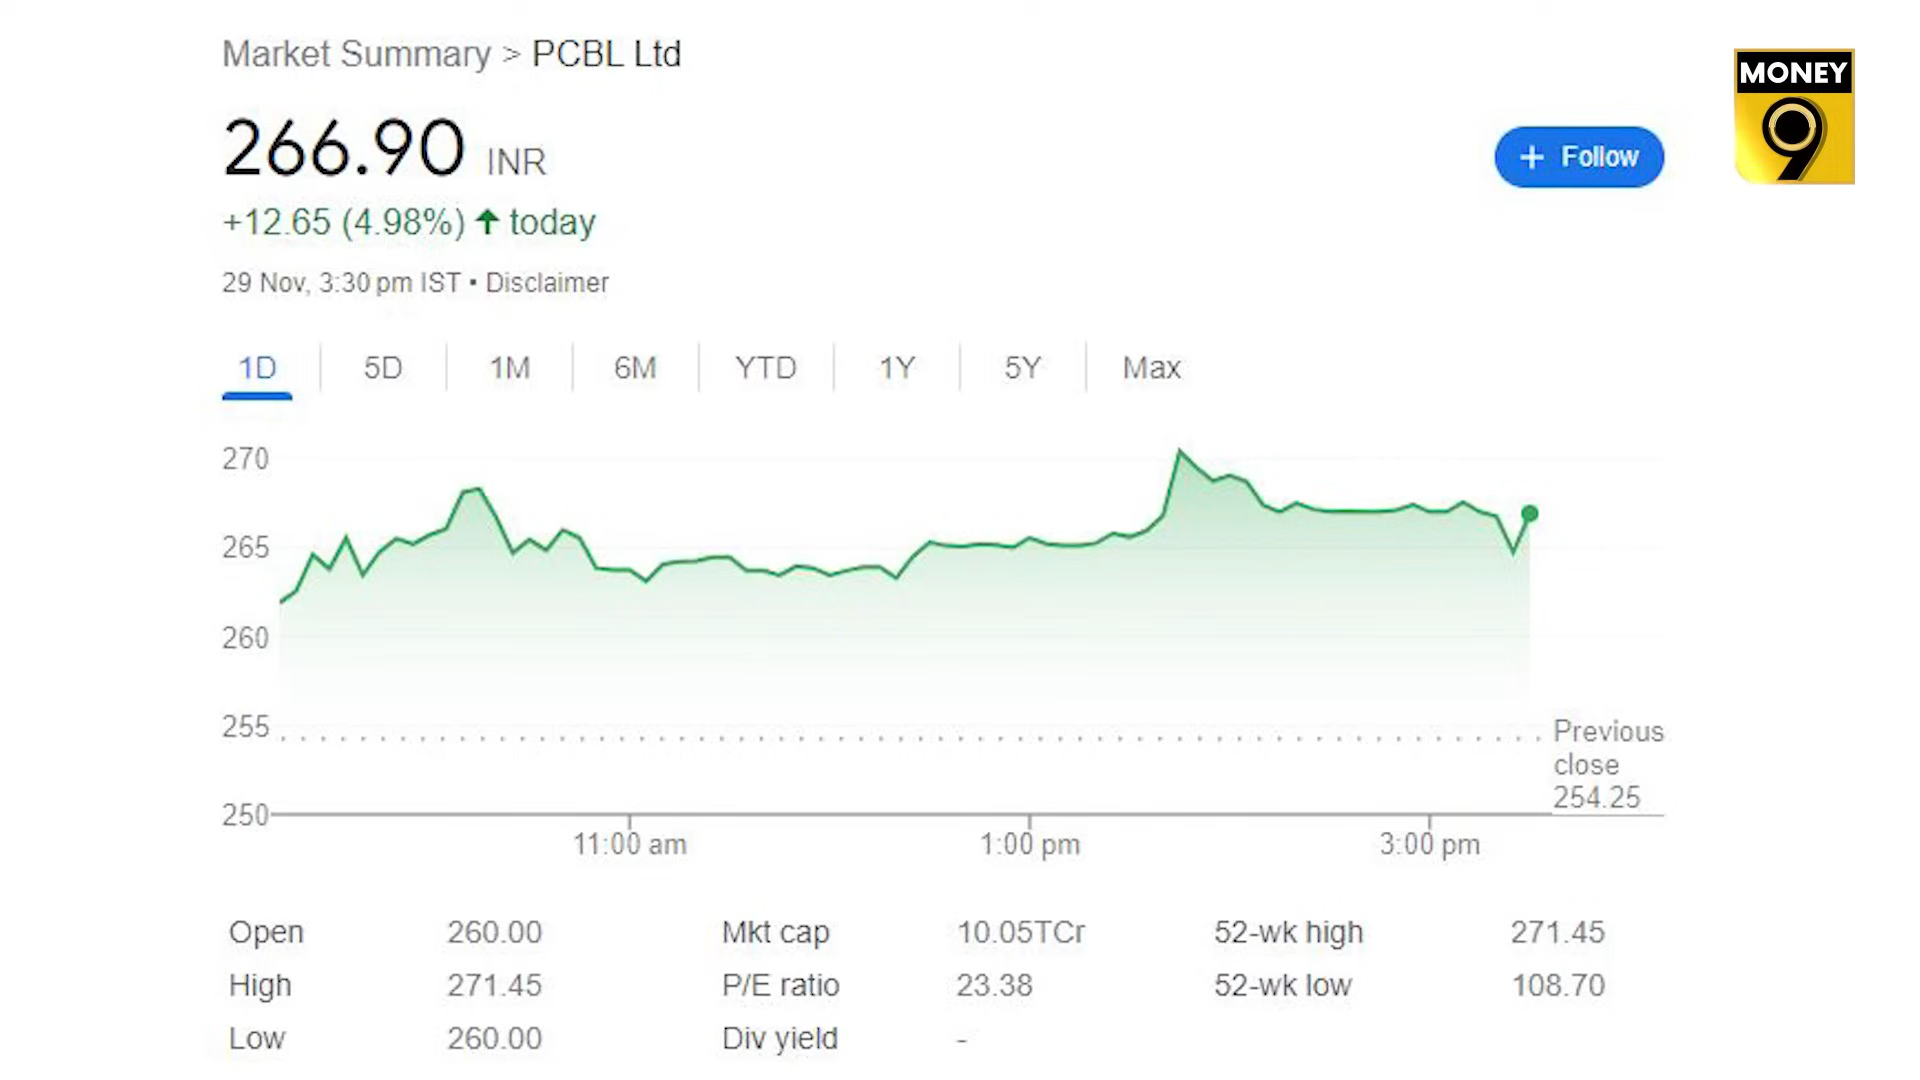 Market Summary > PCBL Ltd
MONEY
9
266.90 INR
+ Follow
+12.65 (4.98%) ↑ today
29 Nov, 3:30 pm IST • Disclaimer
1D 5D 1M 6M YTD 1Y 5Y Max
270
265
260
255
Previous
close
254.25
250
11:00 am 1:00 pm 3:00 pm
Open 260.00 Mkt cap 10.05TCr 52-wk high 271.45
High 271.45 P/E ratio 23.38 52-wk low 108.70
Low 260.00 Div yield -